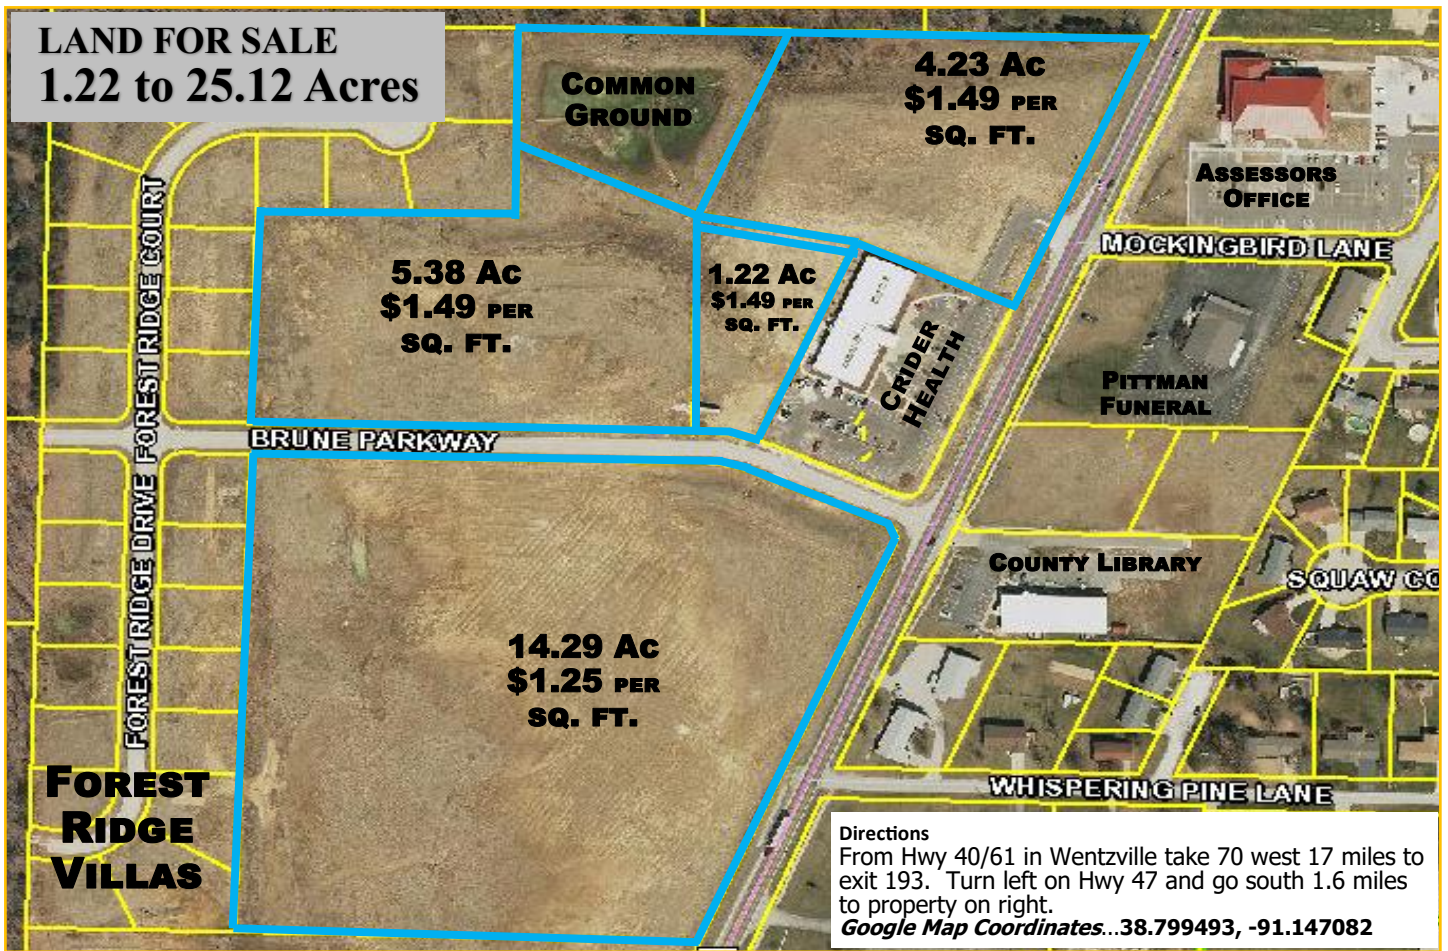 LAND FOR SALE
1.22 to 25.12 Acres
COMMON
GROUND
4.23 Ac
$1.49 PER
SQ. FT.
ASSESSORS
OFFICE
MOCKINGBIRD LANE
5.38 Ac
$1.49 PER
SQ. FT.
1.22 Ac
$1.49 PER
SQ. FT.
CRIDER
HEALTH
PITTMAN
FUNERAL
FOREST RIDGE COURT
BRUNE PARKWAY
FOREST RIDGE DRIVE
COUNTY LIBRARY
SQUAW CO
14.29 Ac
$1.25 PER
SQ. FT.
FOREST
RIDGE
VILLAS
WHISPERING PINE LANE
Directions
From Hwy 40/61 in Wentzville take 70 west 17 miles to
exit 193. Turn left on Hwy 47 and go south 1.6 miles
to property on right.
Google Map Coordinates...38.799493, -91.147082